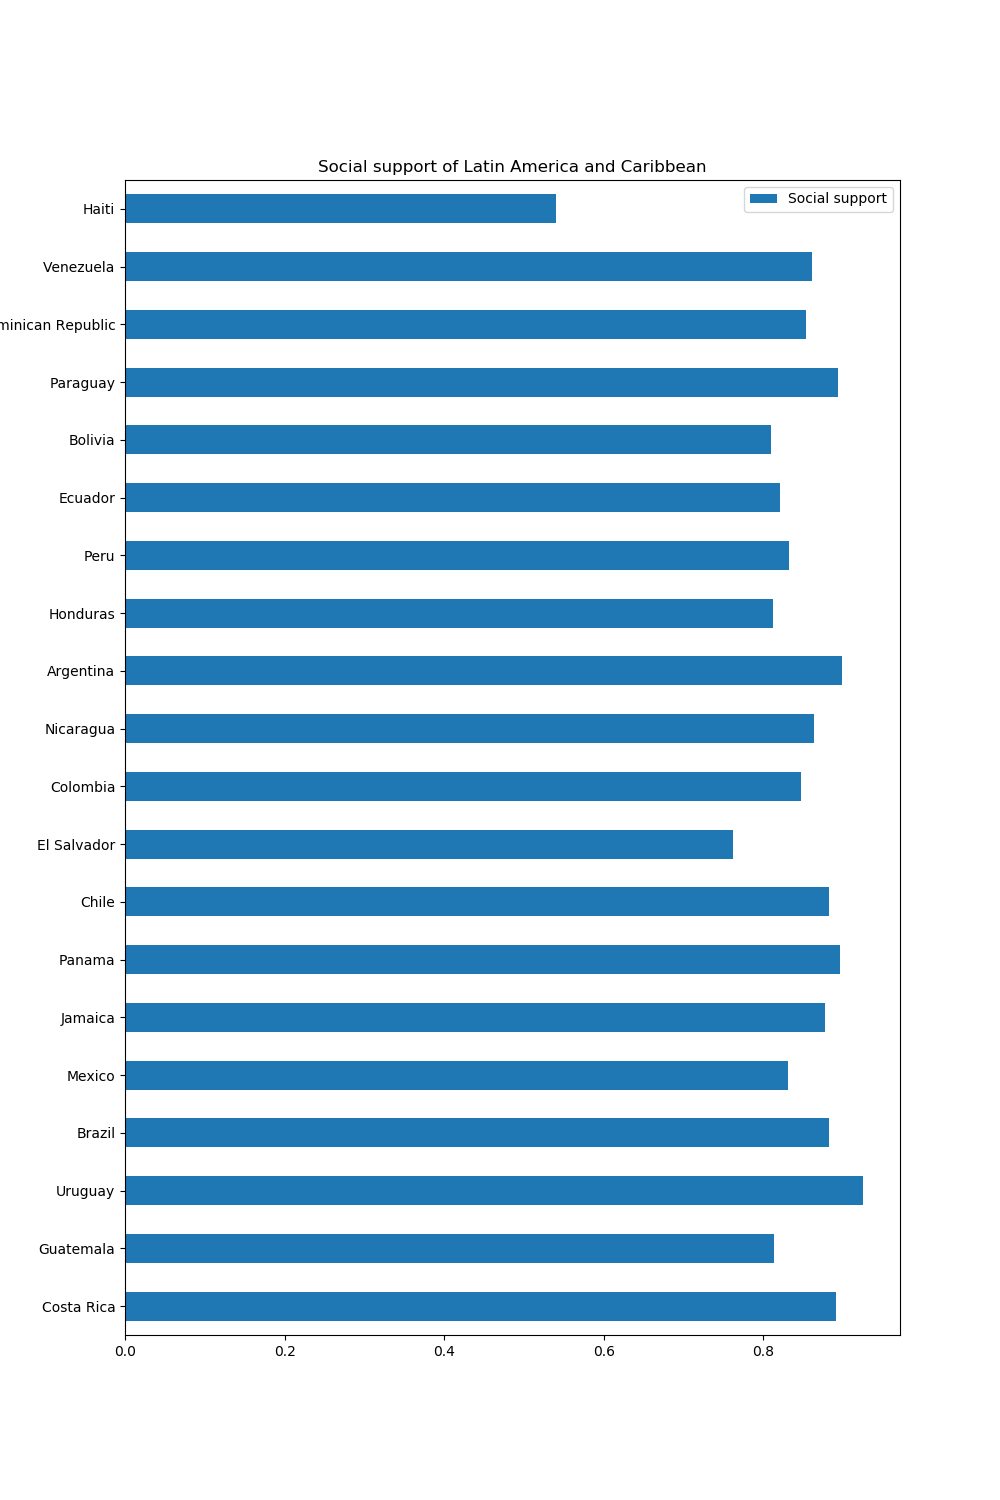 Social support of Latin America and Caribbean
Social support
Haiti
Venezuela
minican Republic
Paraguay
Bolivia
Ecuador
Peru
Honduras
Argentina
Nicaragua
Colombia
El Salvador
Chile
Panama
Jamaica
Mexico
Brazil
Uruguay
Guatemala
Costa Rica
0.0 0.2 0.4 0.6 0.8